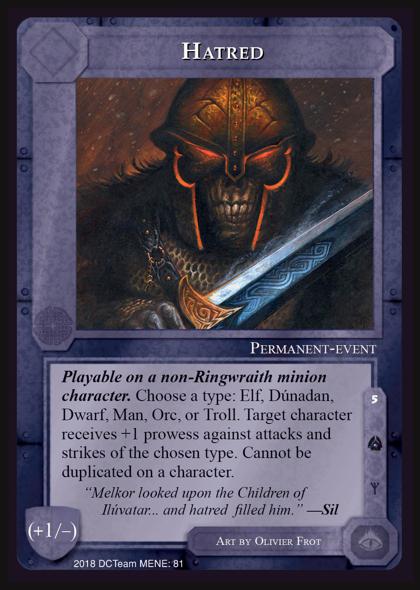 Hatred
Permanent-event
Playable on a non-Ringwraith minion
character. Choose a type: Elf, Dúnadan,
Dwarf, Man, Orc, or Troll. Target character
receives +1 prowess against attacks and
strikes of the chosen type. Cannot be
duplicated on a character.
“Melkor looked upon the Children of
Ilúvatar... and hatred filled him.” —Sil
5
(+1/–)
Art by Olivier Frot
2018 DCTeam MENE: 81